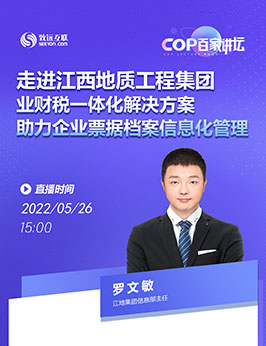 致远互联
SEEYON.COM
COP百家讲坛
走进江西地质工程集团
业财税一体化解决方案
助力企业票据档案信息化管理
直播时间
2022/05/26
15:00
罗文敏
江地集团信息部主任